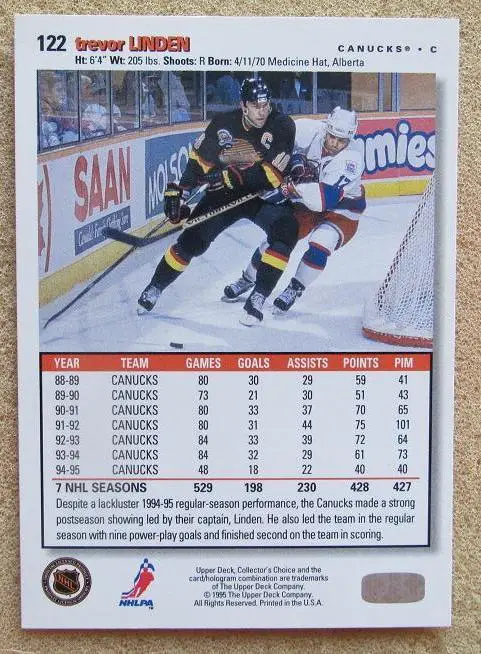 122 trevor LINDEN CANUCKS® • C
Ht: 6'4" Wt: 205 lbs. Shoots: R Born: 4/11/70 Medicine Hat, Alberta
SAAN
MOLSO
mmies
YEAR TEAM GAMES GOALS ASSISTS POINTS PIM
88-89 CANUCKS 80 30 29 59 41
89-90 CANUCKS 73 21 30 51 43
90-91 CANUCKS 80 33 37 70 65
91-92 CANUCKS 80 31 44 75 101
92-93 CANUCKS 84 33 39 72 64
93-94 CANUCKS 84 32 29 61 73
94-95 CANUCKS 48 18 22 40 40
7 NHL SEASONS 529 198 230 428 427
Despite a lackluster 1994-95 regular-season performance, the Canucks made a strong
postseason showing led by their captain, Linden. He also led the team in the regular
season with nine power-play goals and finished second on the team in scoring.
NHL
NHLPA
Upper Deck, Collector's Choice and the
card/hologram combination are trademarks
of The Upper Deck Company.
© 1995 The Upper Deck Company.
All Rights Reserved. Printed in the U.S.A.